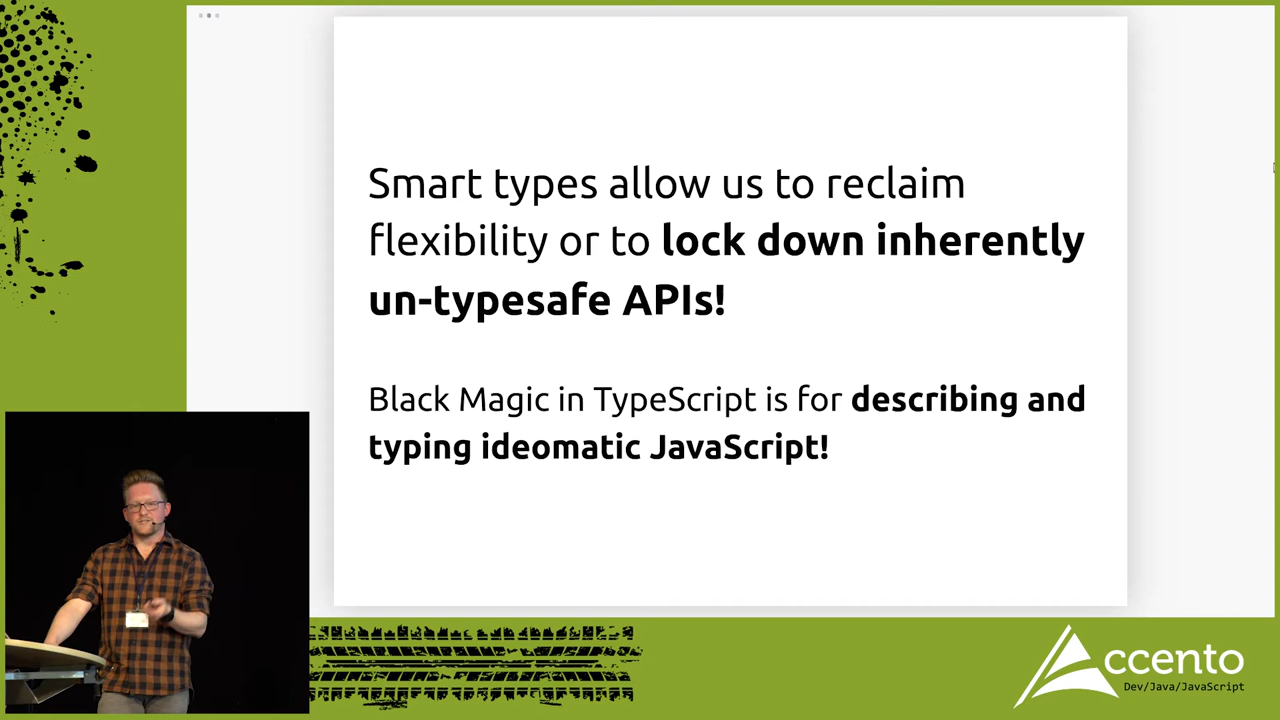 Smart types allow us to reclaim
flexibility or to lock down inherently
un-typesafe APIs!
Black Magic in TypeScript is for describing and
typing ideomatic JavaScript!
Accento
Dev/Java/JavaScript